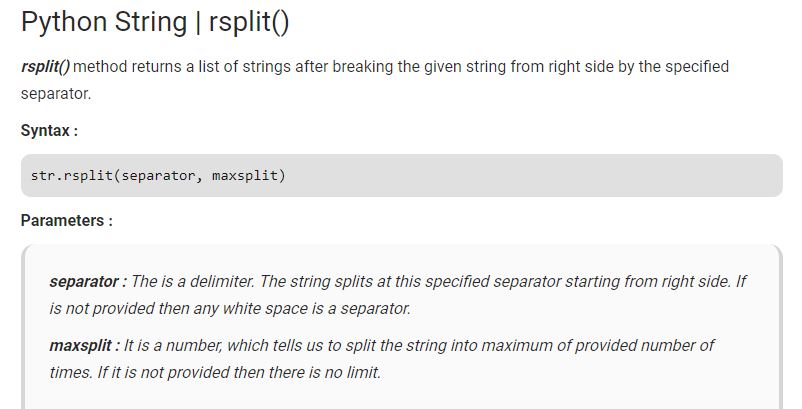 Python String | rsplit()
rsplit() method returns a list of strings after breaking the given string from right side by the specified
separator.
Syntax :
str.rsplit(separator, maxsplit)
Parameters :
separator : The is a delimiter. The string splits at this specified separator starting from right side. If
is not provided then any white space is a separator.
maxsplit : It is a number, which tells us to split the string into maximum of provided number of
times. If it is not provided then there is no limit.